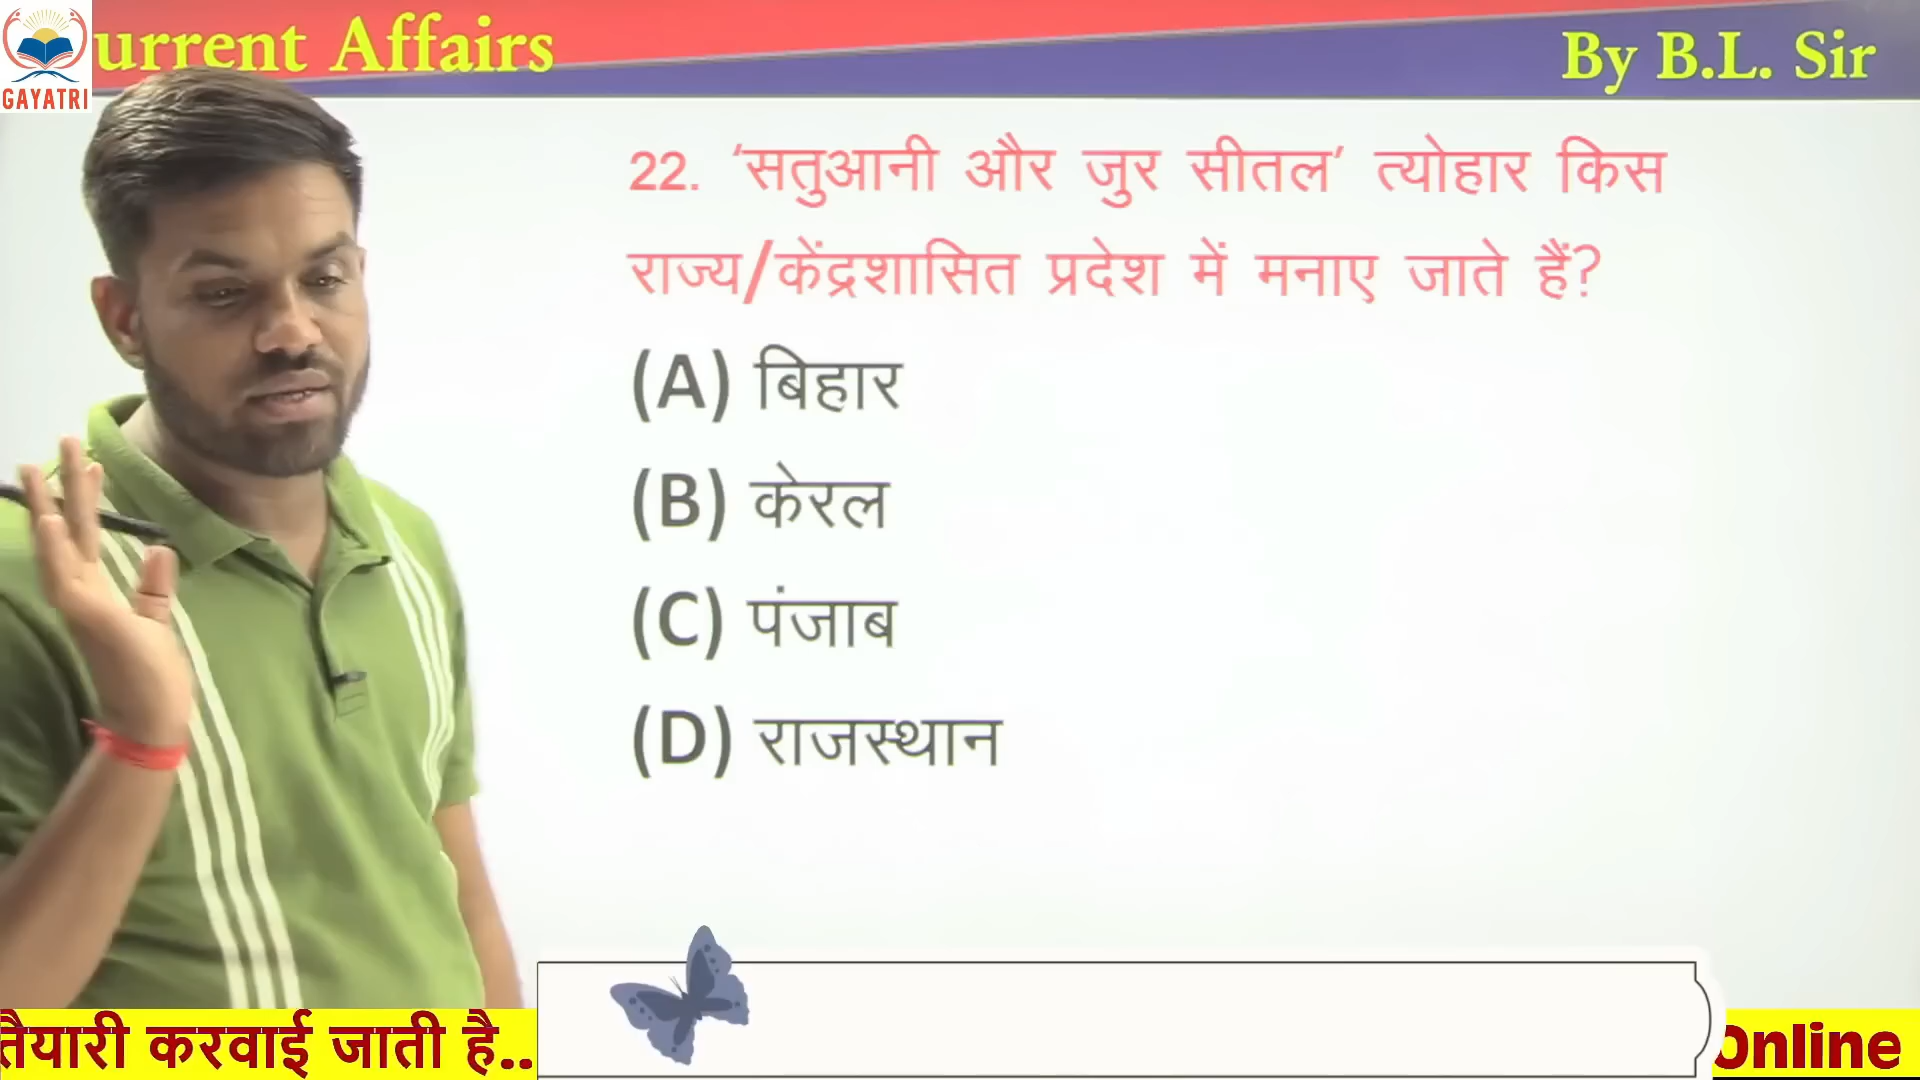 urrent Affairs
By B.L. Sir
GAYATRI
22. ‘सतुआनी और जुर सीतल’ त्योहार किस
राज्य/केंद्रशासित प्रदेश में मनाए जाते हैं?
(A) बिहार
(B) केरल
(C) पंजाब
(D) राजस्थान
तैयारी करवाई जाती है..
Online